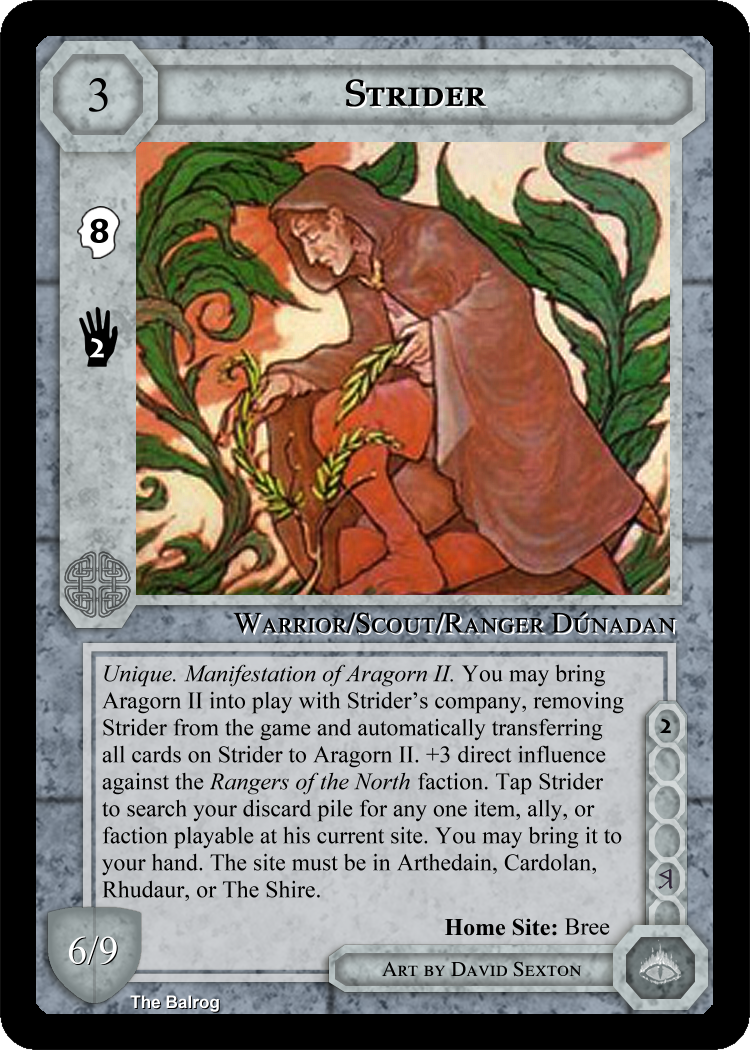 3
STRIDER
8
2
WARRIOR/SCOUT/RANGER DÚNADAN
Unique. Manifestation of Aragorn II. You may bring
Aragorn II into play with Strider’s company, removing
Strider from the game and automatically transferring
all cards on Strider to Aragorn II. +3 direct influence
against the Rangers of the North faction. Tap Strider
to search your discard pile for any one item, ally, or
faction playable at his current site. You may bring it to
your hand. The site must be in Arthedain, Cardolan,
Rhudaur, or The Shire.
2
Home Site: Bree
6/9
ART BY DAVID SEXTON
The Balrog